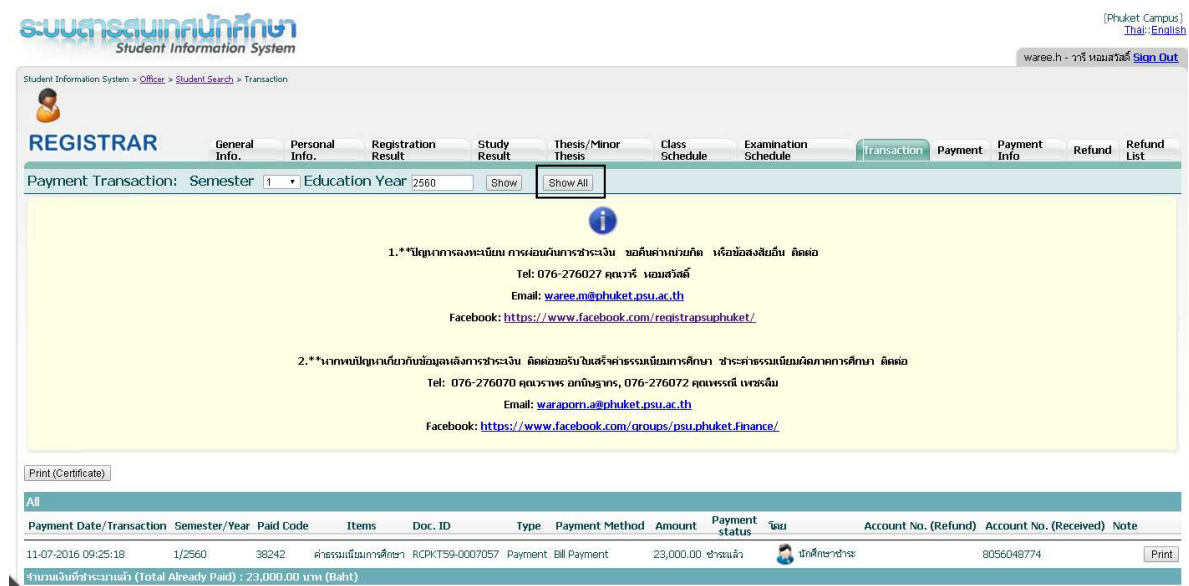 [Phuket Campus]
Thai::English
ระบบสารสนเทศนักศึกษา
Student Information System
waree.h - วารี หอมสวัสดิ์ Sign Out
Student Information System > Officer > Student Search > Transaction
REGISTRAR
General Info. Personal Info. Registration Result Study Result Thesis/Minor Thesis Class Schedule Examination Schedule Transaction Payment Payment Info Refund Refund List
Payment Transaction: Semester 1 Education Year 2560 Show Show All
1.**ปัญหาการลงทะเบียน การผ่อนผันการชำระเงิน ขอคืนค่าหน่วยกิต หรือข้อสงสัยอื่น ติดต่อ
Tel: 076-276027 คุณวารี หอมสวัสดิ์
Email: waree.m@phuket.psu.ac.th
Facebook: https://www.facebook.com/registrapsuphuket/
2.**หากพบปัญหาเกี่ยวกับข้อมูลหลังการชำระเงิน ติดต่อขอรับใบเสร็จค่าธรรมเนียมการศึกษา ชำระค่าธรรมเนียมผิดภาคการศึกษา ติดต่อ
Tel: 076-276070 คุณวราพร อกนิษฐากร, 076-276072 คุณพรรณี เพชรลิ่ม
Email: waraporn.a@phuket.psu.ac.th
Facebook: https://www.facebook.com/groups/psu.phuket.Finance/
Print (Certificate)
All
Payment Date/Transaction Semester/Year Paid Code Items Doc. ID Type Payment Method Amount Payment status โดย Account No. (Refund) Account No. (Received) Note
11-07-2016 09:25:18 1/2560 38242 ค่าธรรมเนียมการศึกษา RCPKT59-0007057 Payment Bill Payment 23,000.00 ชำระแล้ว นักศึกษาชำระ 8056048774 Print
จำนวนเงินที่ชำระมาแล้ว (Total Already Paid) : 23,000.00 บาท (Baht)